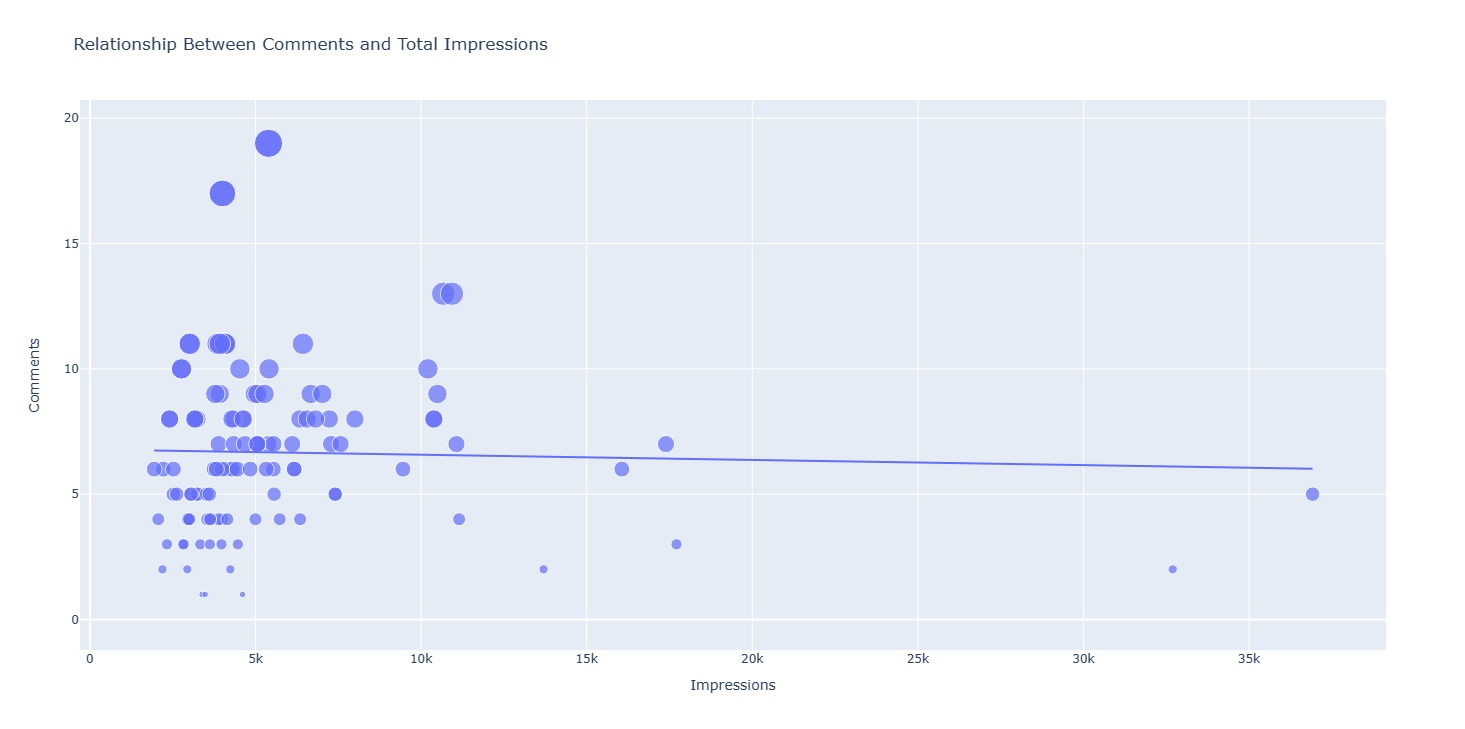 Relationship Between Comments and Total Impressions
20
15
10
5
0
Comments
0 5k 10k 15k 20k 25k 30k 35k
Impressions